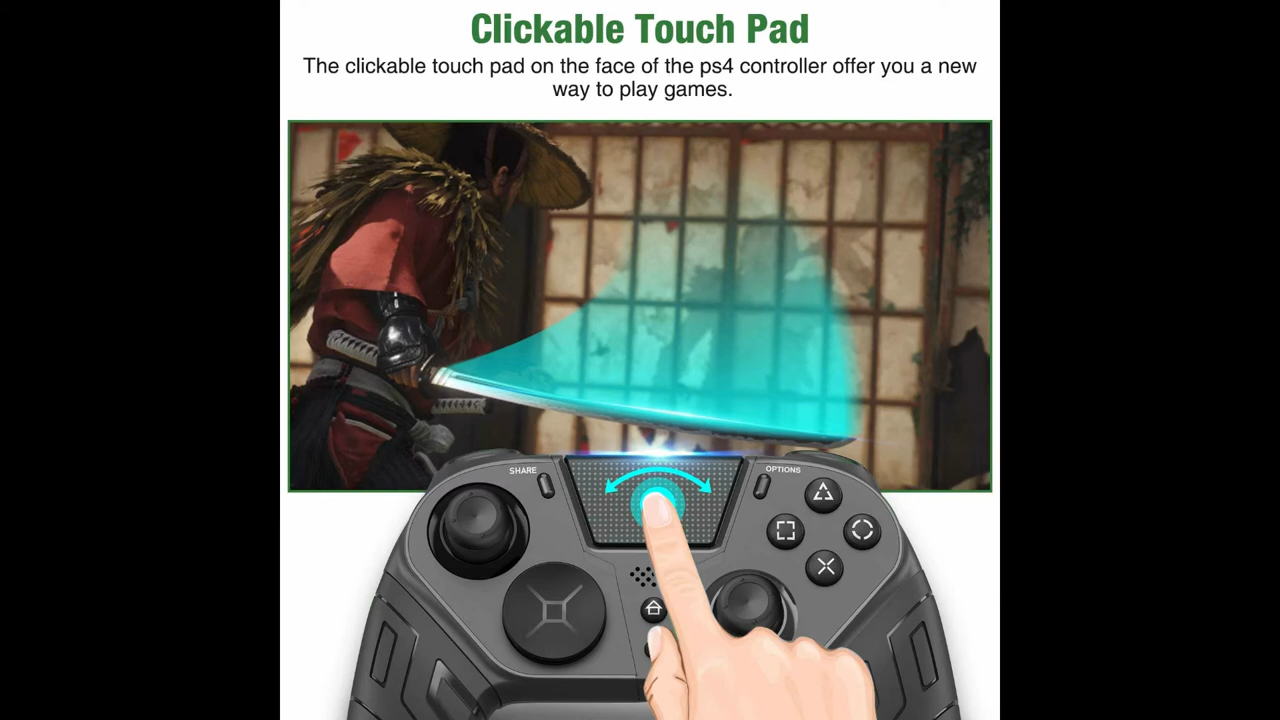 Clickable Touch Pad
The clickable touch pad on the face of the ps4 controller offer you a new
way to play games.
SHARE
OPTIONS